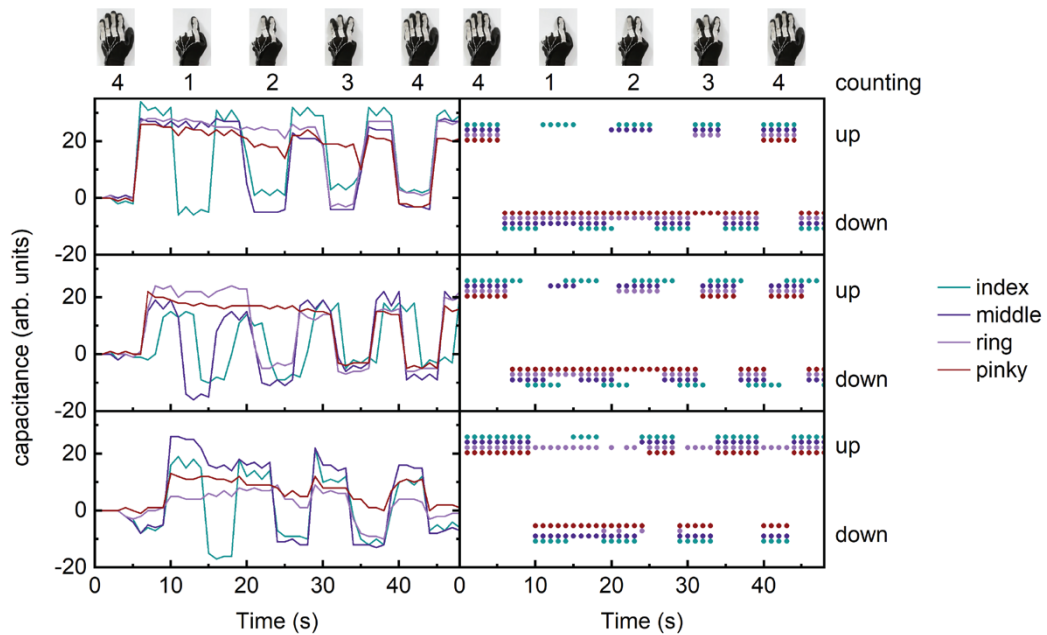 4 1 2 3 4 4 1 2 3 4 counting
20
0
-20
20
0
-20
20
0
-20
capacitance (arb. units)
up
down
up
down
up
down
index
middle
ring
pinky
0 10 20 30 40 0 10 20 30 40
Time (s) Time (s)